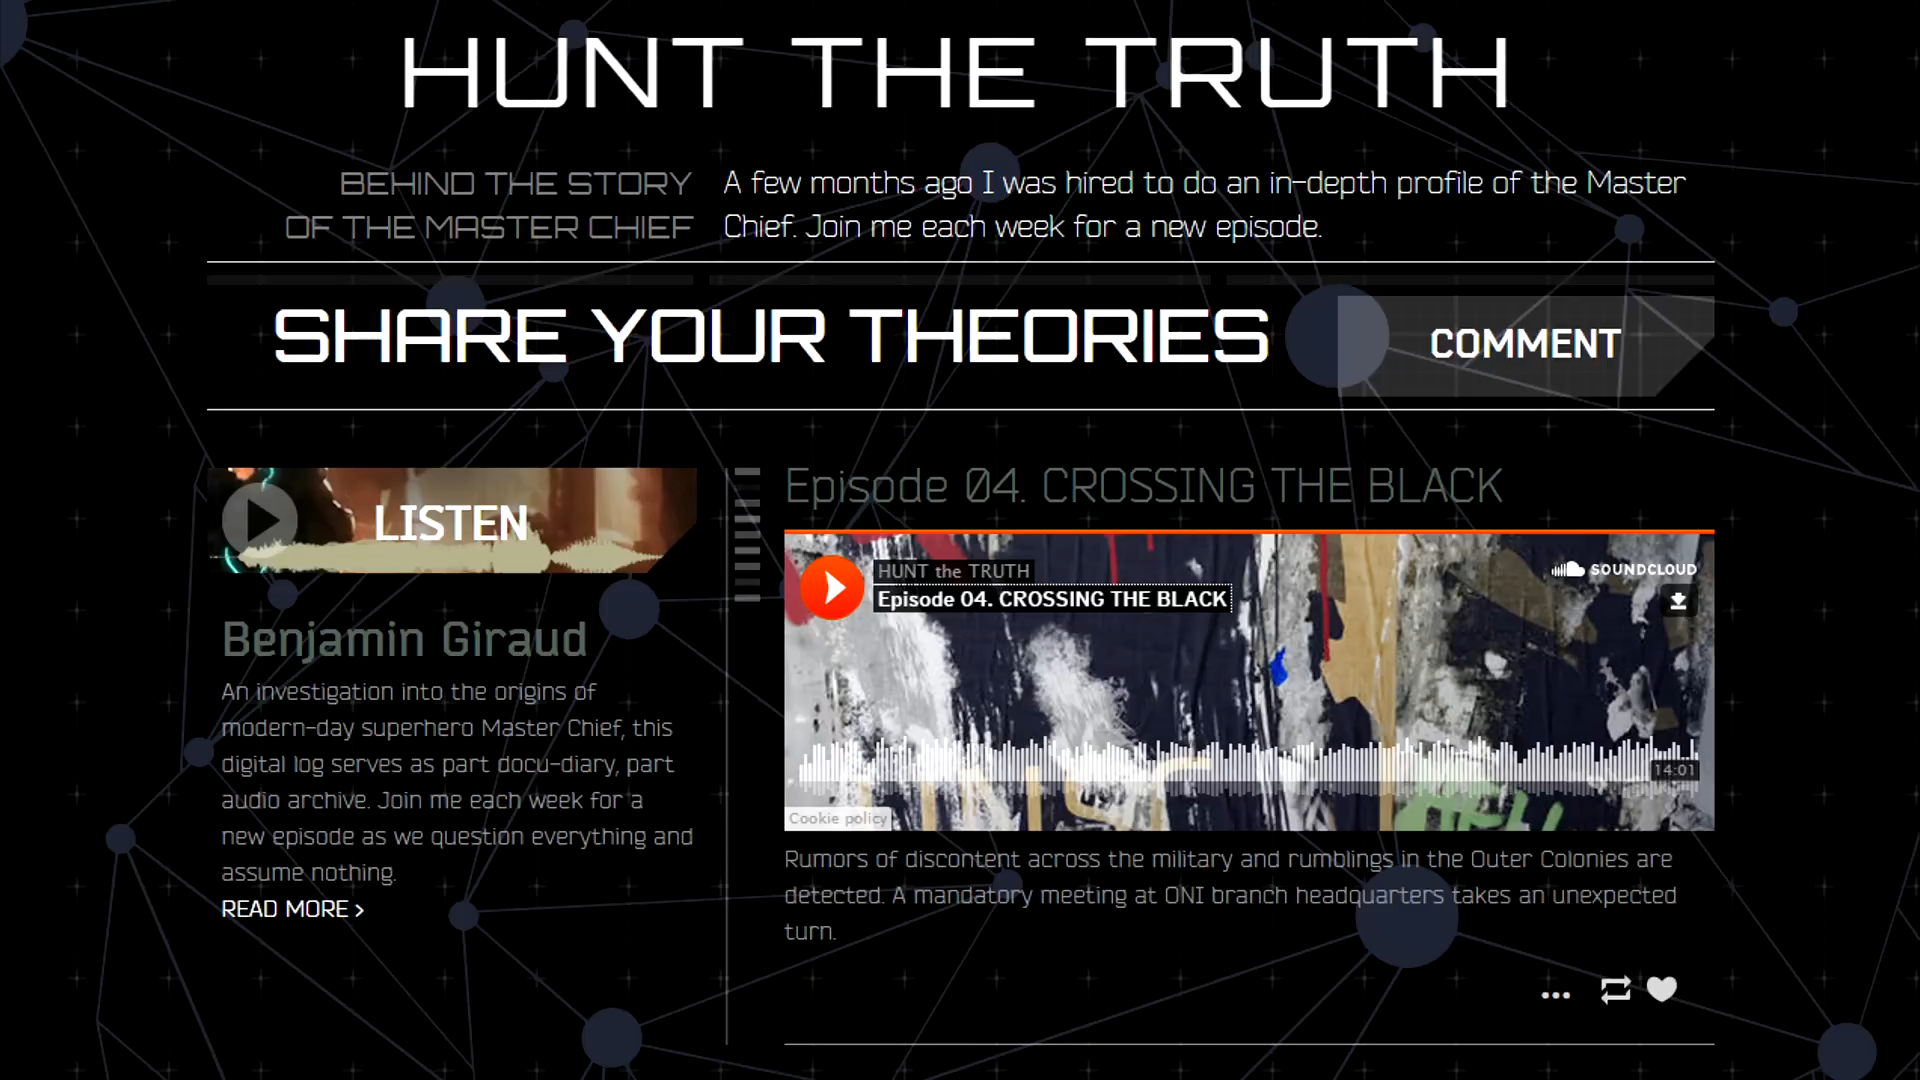 HUNT THE TRUTH
BEHIND THE STORY
OF THE MASTER CHIEF
A few months ago I was hired to do an in-depth profile of the Master
Chief. Join me each week for a new episode.
SHARE YOUR THEORIES
COMMENT
LISTEN
Benjamin Giraud
An investigation into the origins of
modern-day superhero Master Chief, this
digital log serves as part docu-diary, part
audio archive. Join me each week for a
new episode as we question everything and
assume nothing.
READ MORE >
Episode 04. CROSSING THE BLACK
HUNT the TRUTH
Episode 04. CROSSING THE BLACK
SOUNDCLOUD
14:01
Cookie policy
Rumors of discontent across the military and rumblings in the Outer Colonies are
detected. A mandatory meeting at ONI branch headquarters takes an unexpected
turn.